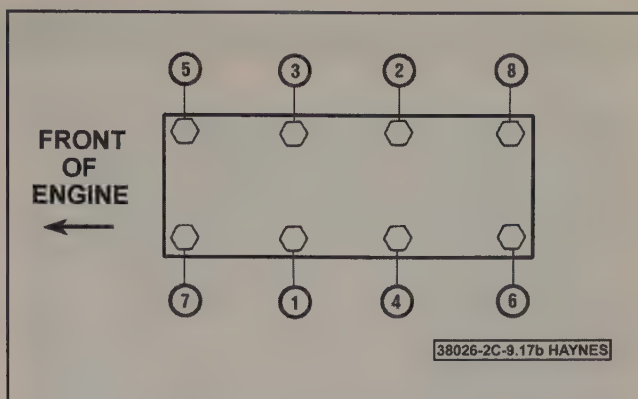 5 3 2 8
FRONT
OF
ENGINE
7 1 4 6
38026-2C-9.17b HAYNES